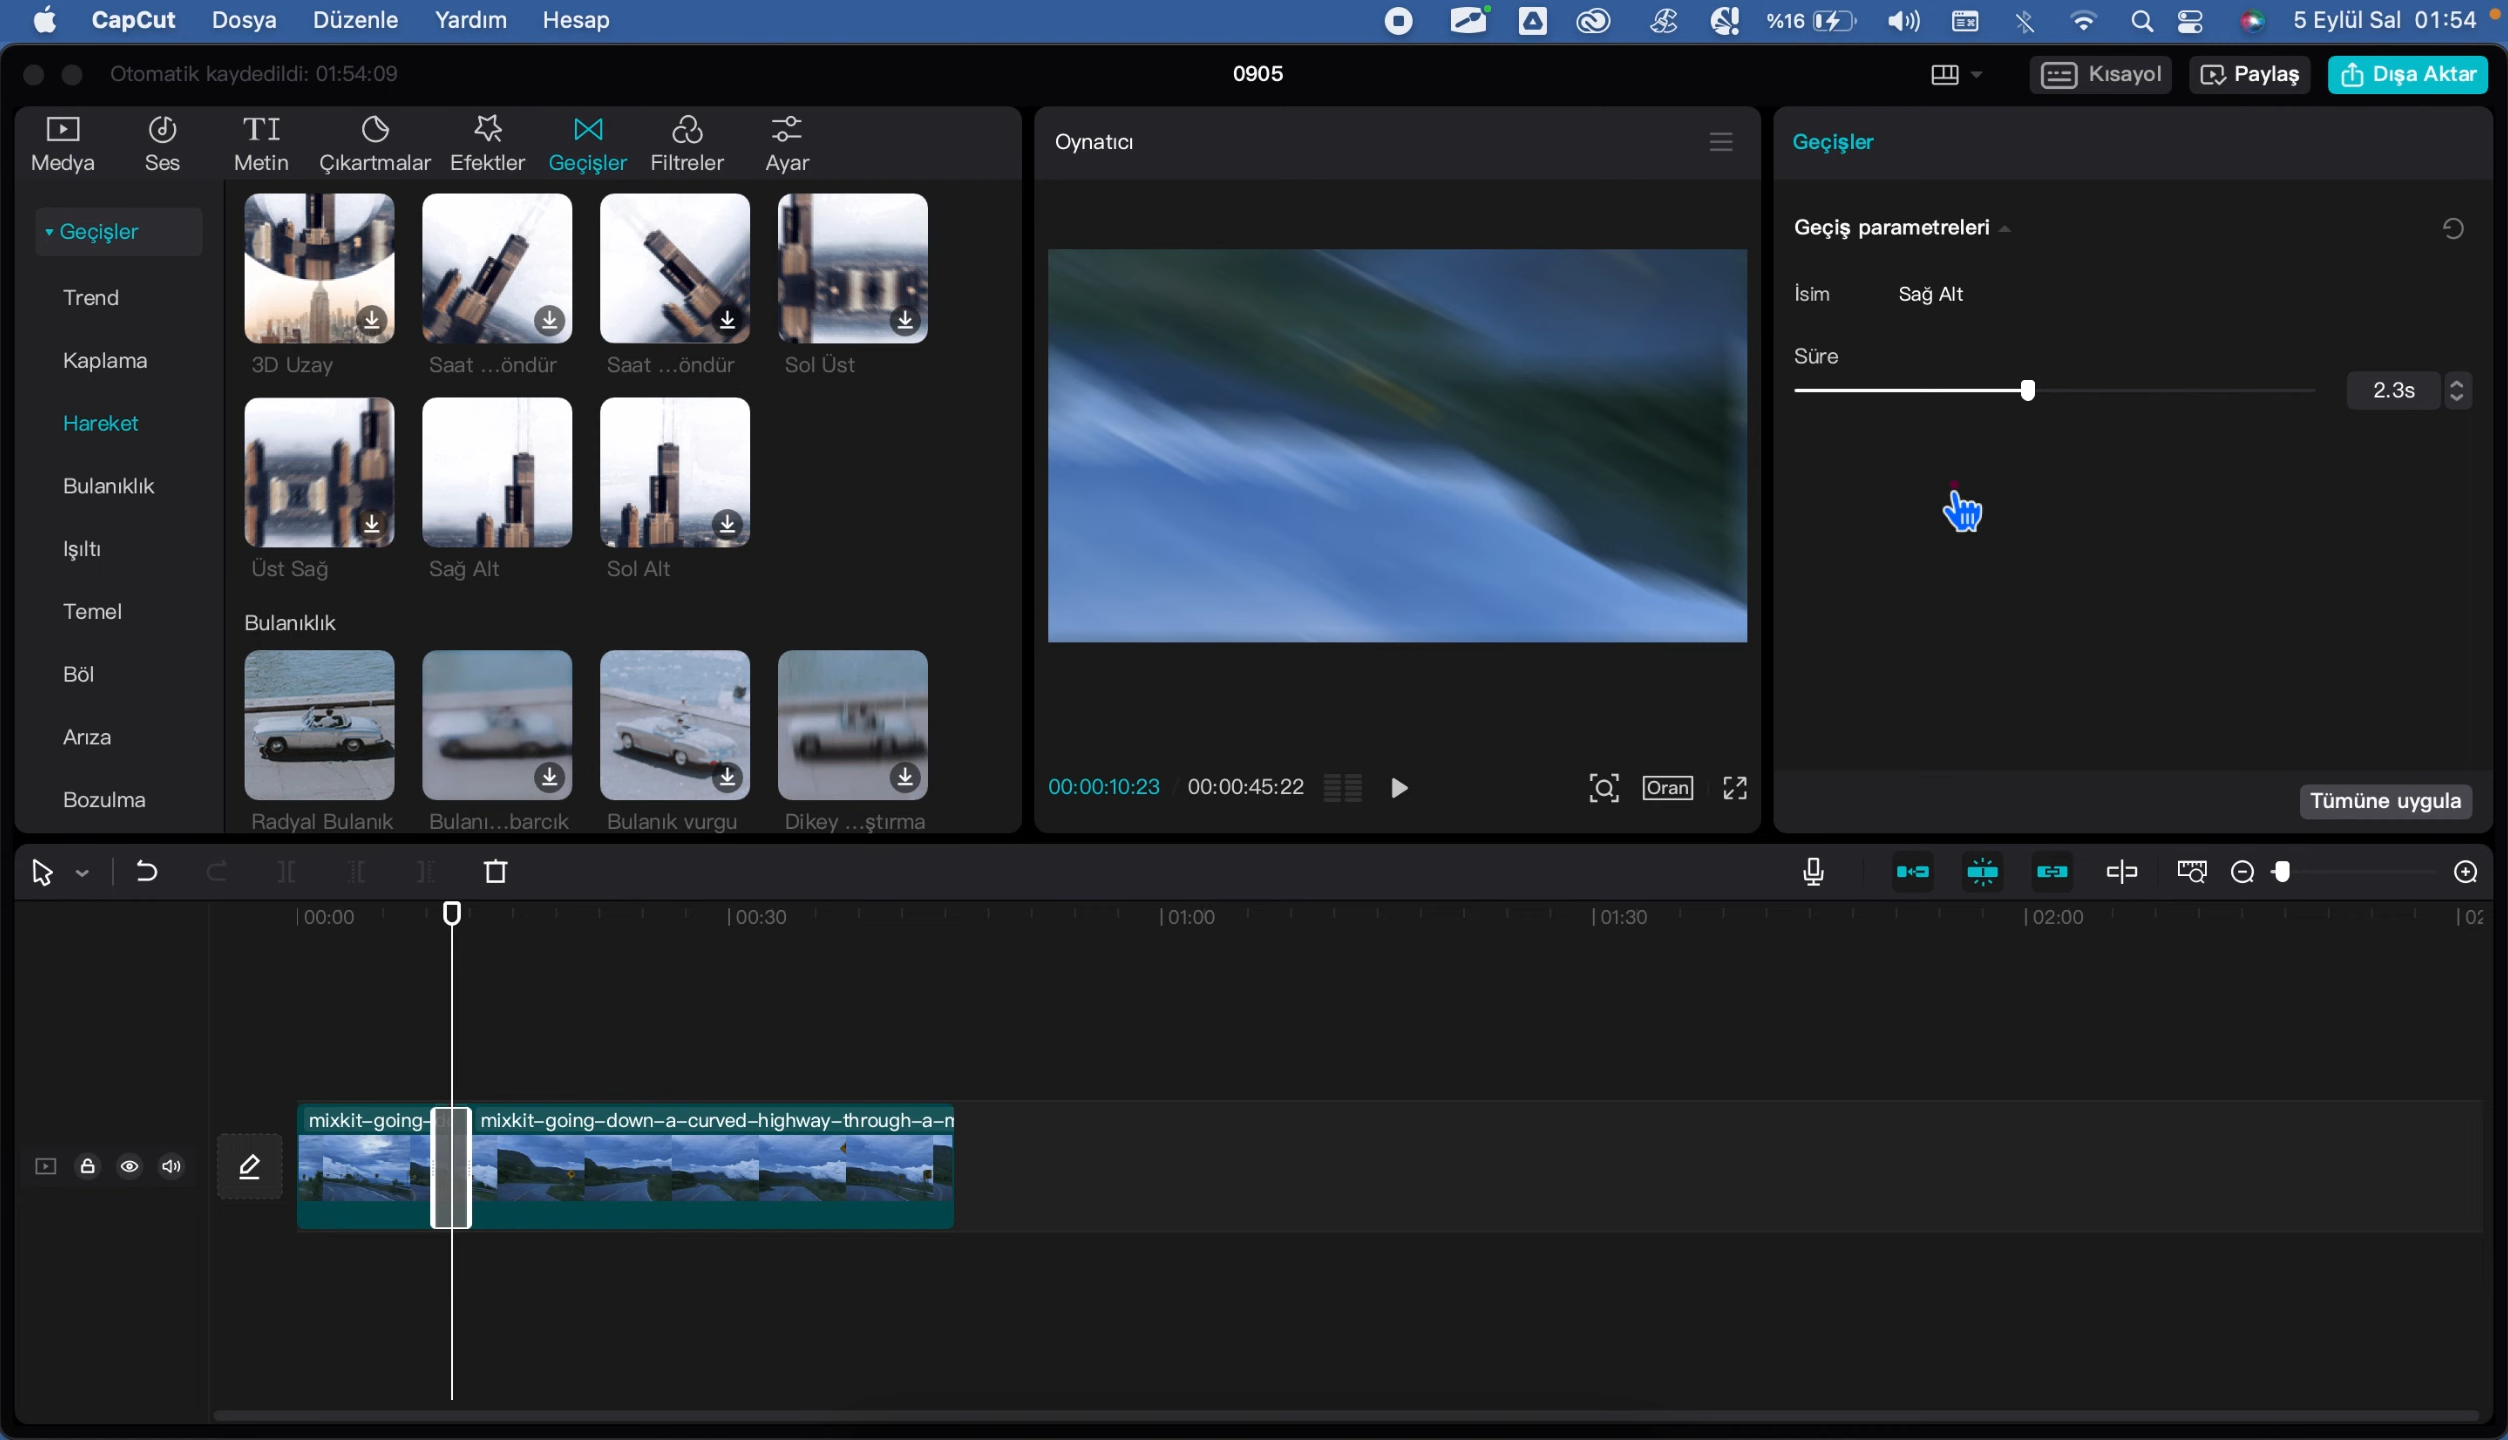 CapCut Dosya Düzenle Yardım Hesap %16 5 Eylül Sal 01:54
Otomatik kaydedildi: 01:54:09 0905 Kısayol Paylaş Dışa Aktar
Medya Ses Metin Çıkartmalar Efektler Geçişler Filtreler Ayar
Geçişler
Trend
Kaplama
Hareket
Bulanıklık
Işıltı
Temel
Böl
Arıza
Bozulma
3D Uzay Saat ...öndür Saat ...öndür Sol Üst
Üst Sağ Sağ Alt Sol Alt
Bulanıklık
Radyal Bulanık Bulanı...barcık Bulanık vurgu Dikey ...ştırma
Oynatıcı
00:00:10:23 00:00:45:22 Oran
Geçişler
Geçiş parametreleri
İsim Sağ Alt
Süre
2.3s
Tümüne uygula
00:00 00:30 01:00 01:30 02:00 02
mixkit-going- mixkit-going-down-a-curved-highway-through-a-m